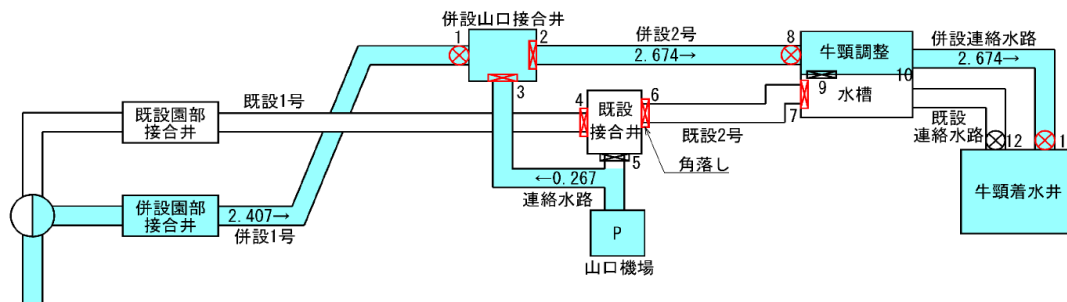 併設山口接合井
1
2
3
併設2号
2.674→
8
牛頸調整
9
10
水槽
7
併設連絡水路
2.674→
既設
連絡水路
12
1
牛頸着水井
既設園部
接合井
既設1号
4
既設
接合井
5
6
既設2号
角落し
←0.267
連絡水路
P
山口機場
併設園部
接合井
2.407→
併設1号